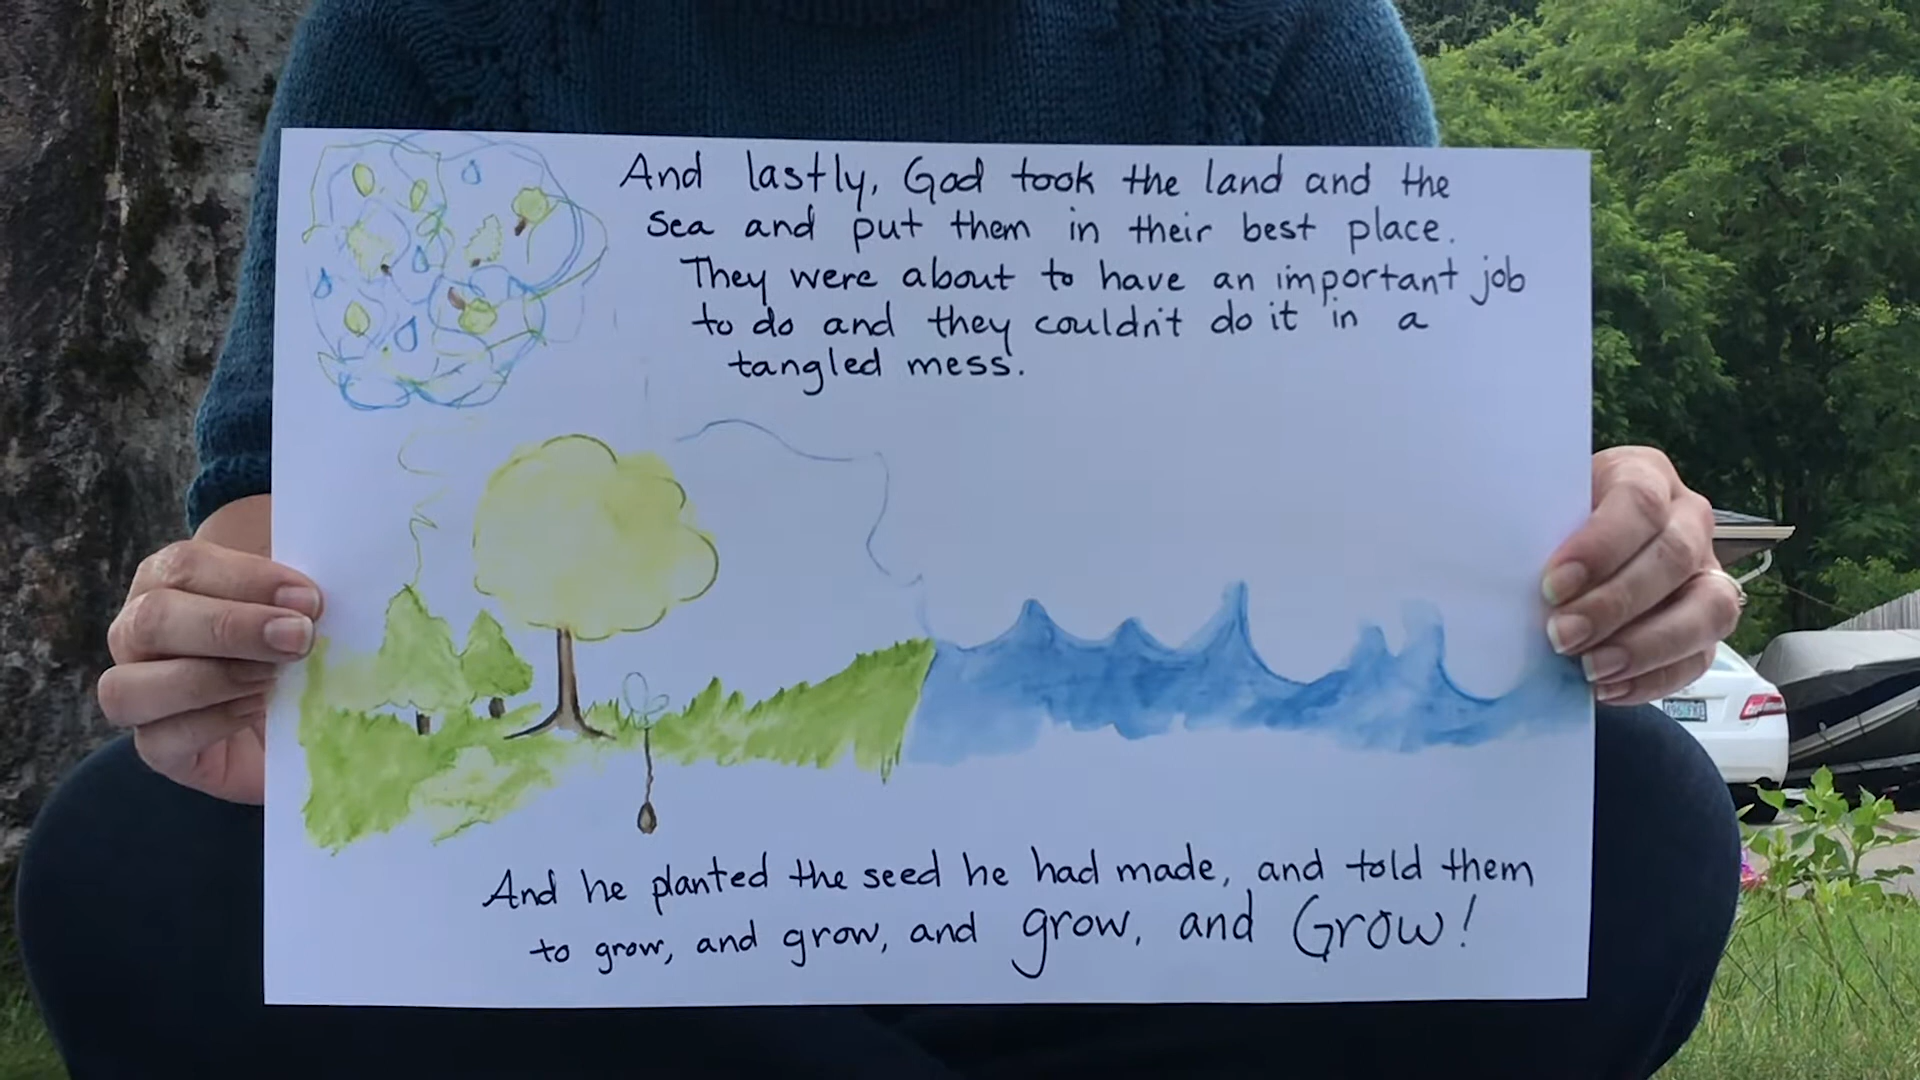 And lastly, God took the land and the
sea and put them in their best place.
They were about to have an important job
to do and they couldn't do it in a
tangled mess.
And he planted the seed he had made, and told them
to grow, and grow, and grow, and Grow!